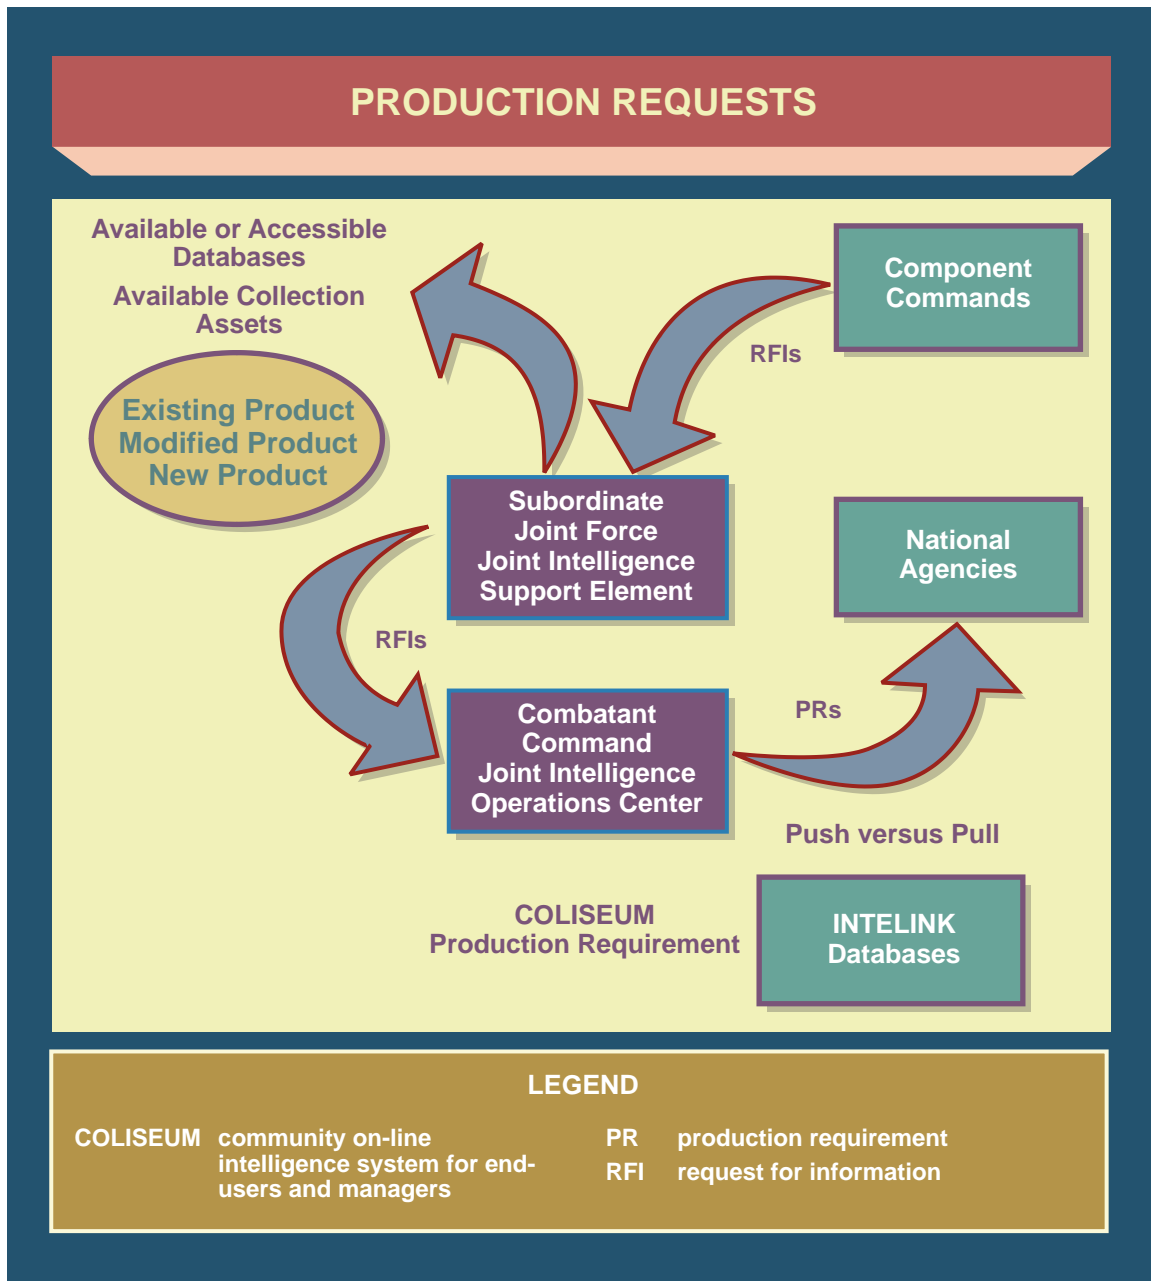 PRODUCTION REQUESTS
Available or Accessible
Databases
Available Collection
Assets
Existing Product
Modified Product
New Product
Component
Commands
RFIs
Subordinate
Joint Force
Joint Intelligence
Support Element
National
Agencies
RFIs
Combatant
Command
Joint Intelligence
Operations Center
PRs
Push versus Pull
COLISEUM
Production Requirement
INTELINK
Databases
LEGEND
COLISEUM community on-line
intelligence system for end-
users and managers
PR production requirement
RFI request for information